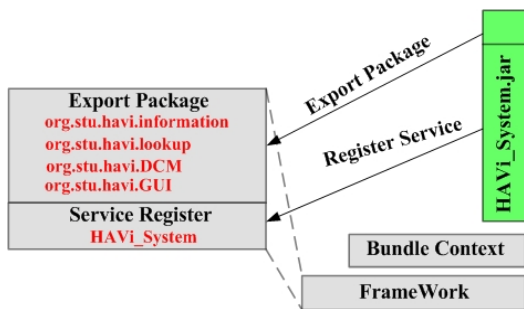 Export Package
org.stu.havi.information
org.stu.havi.lookup
org.stu.havi.DCM
org.stu.havi.GUI
Service Register
HAVi_System
Export Package
Register Service
HAVi_System.jar
Bundle Context
FrameWork